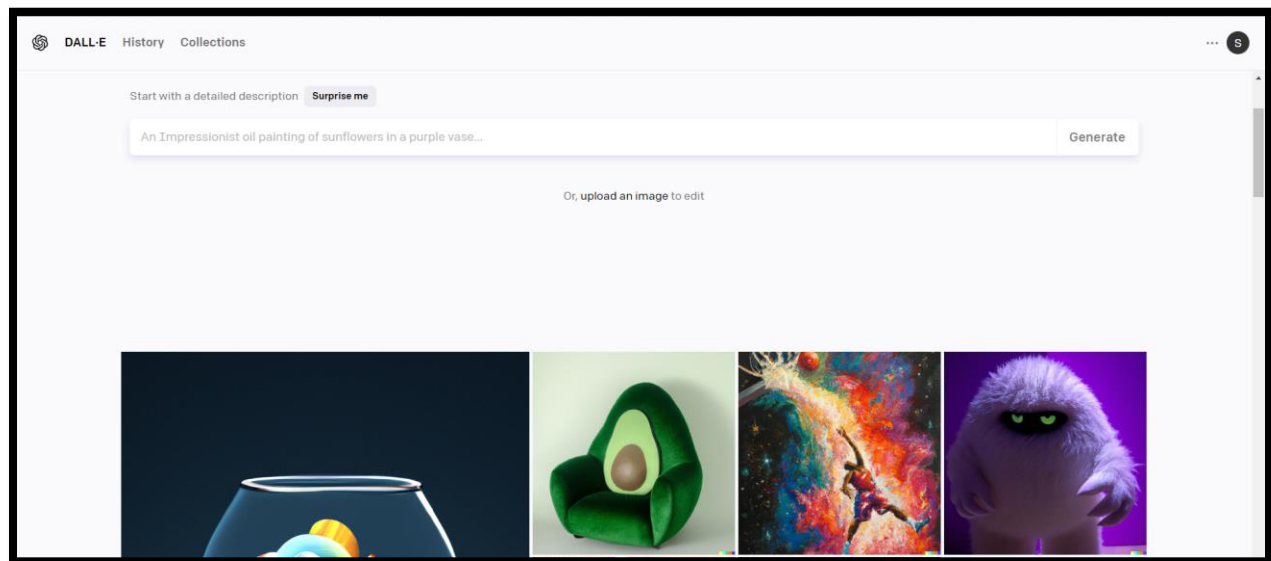 DALL·E History Collections ··· S
Start with a detailed description Surprise me
An Impressionist oil painting of sunflowers in a purple vase... Generate
Or, upload an image to edit